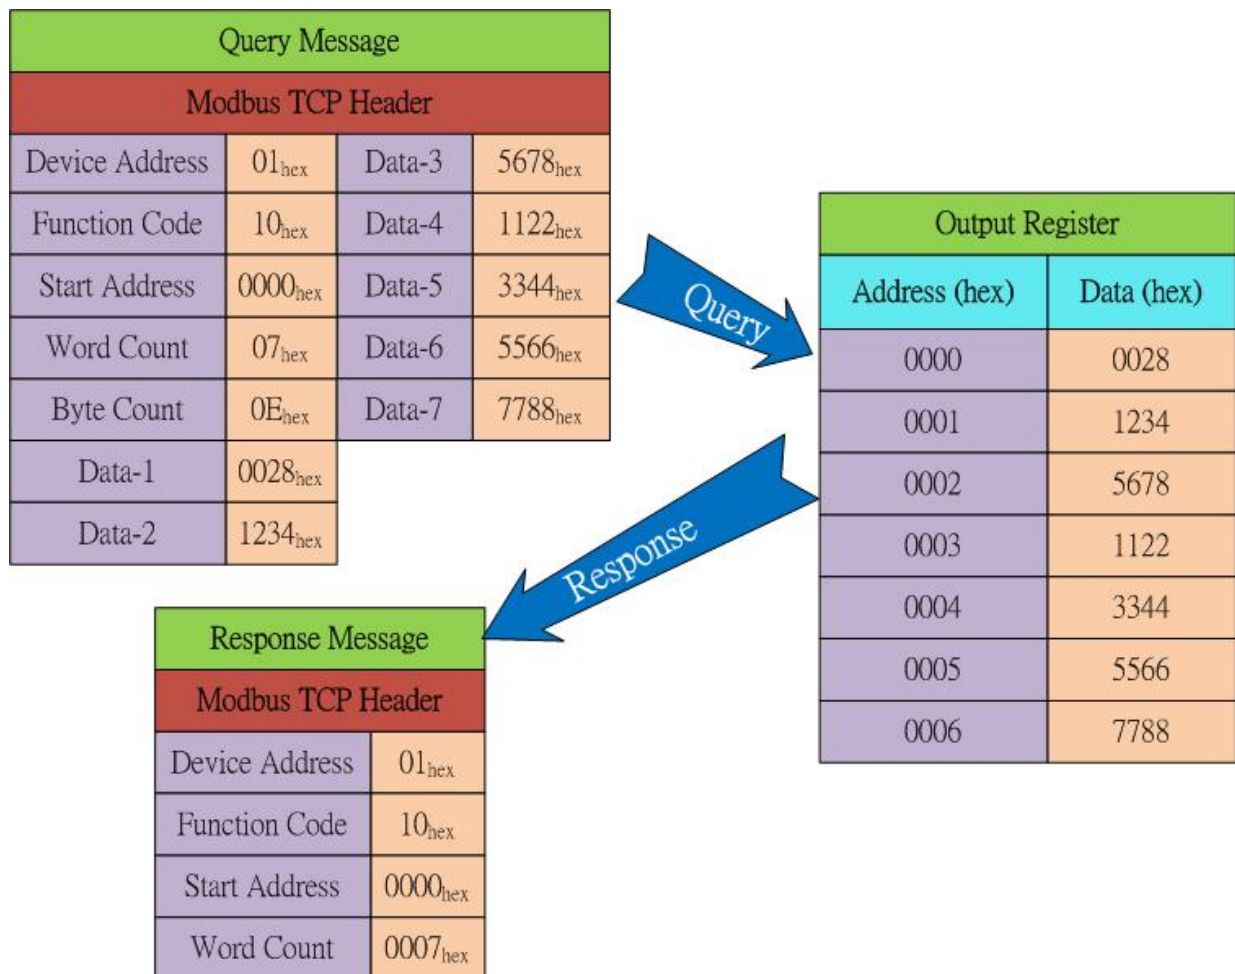 Query Message
Modbus TCP Header
Device Address 01hex Data-3 5678hex
Function Code 10hex Data-4 1122hex
Start Address 0000hex Data-5 3344hex
Word Count 07hex Data-6 5566hex
Byte Count 0Ehex Data-7 7788hex
Data-1 0028hex
Data-2 1234hex
Query
Output Register
Address (hex) Data (hex)
0000 0028
0001 1234
0002 5678
0003 1122
0004 3344
0005 5566
0006 7788
Response
Response Message
Modbus TCP Header
Device Address 01hex
Function Code 10hex
Start Address 0000hex
Word Count 0007hex